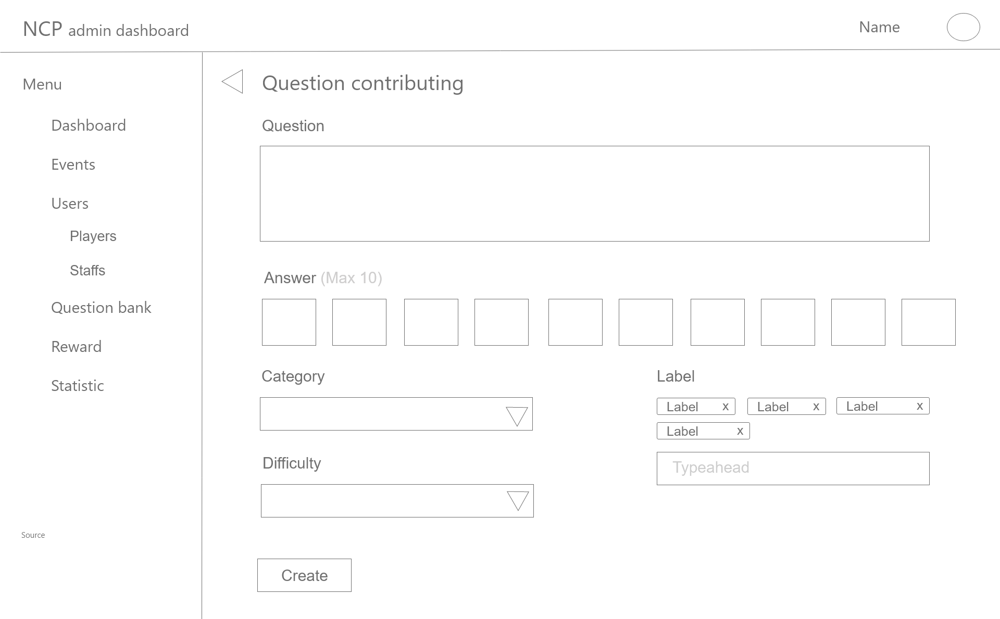 NCP admin dashboard
Name
Menu
Dashboard
Events
Users
Players
Staffs
Question bank
Reward
Statistic
Source
Question contributing
Question
Answer (Max 10)
Category
Difficulty
Label
Label x Label x Label x
Label x
Typeahead
Create